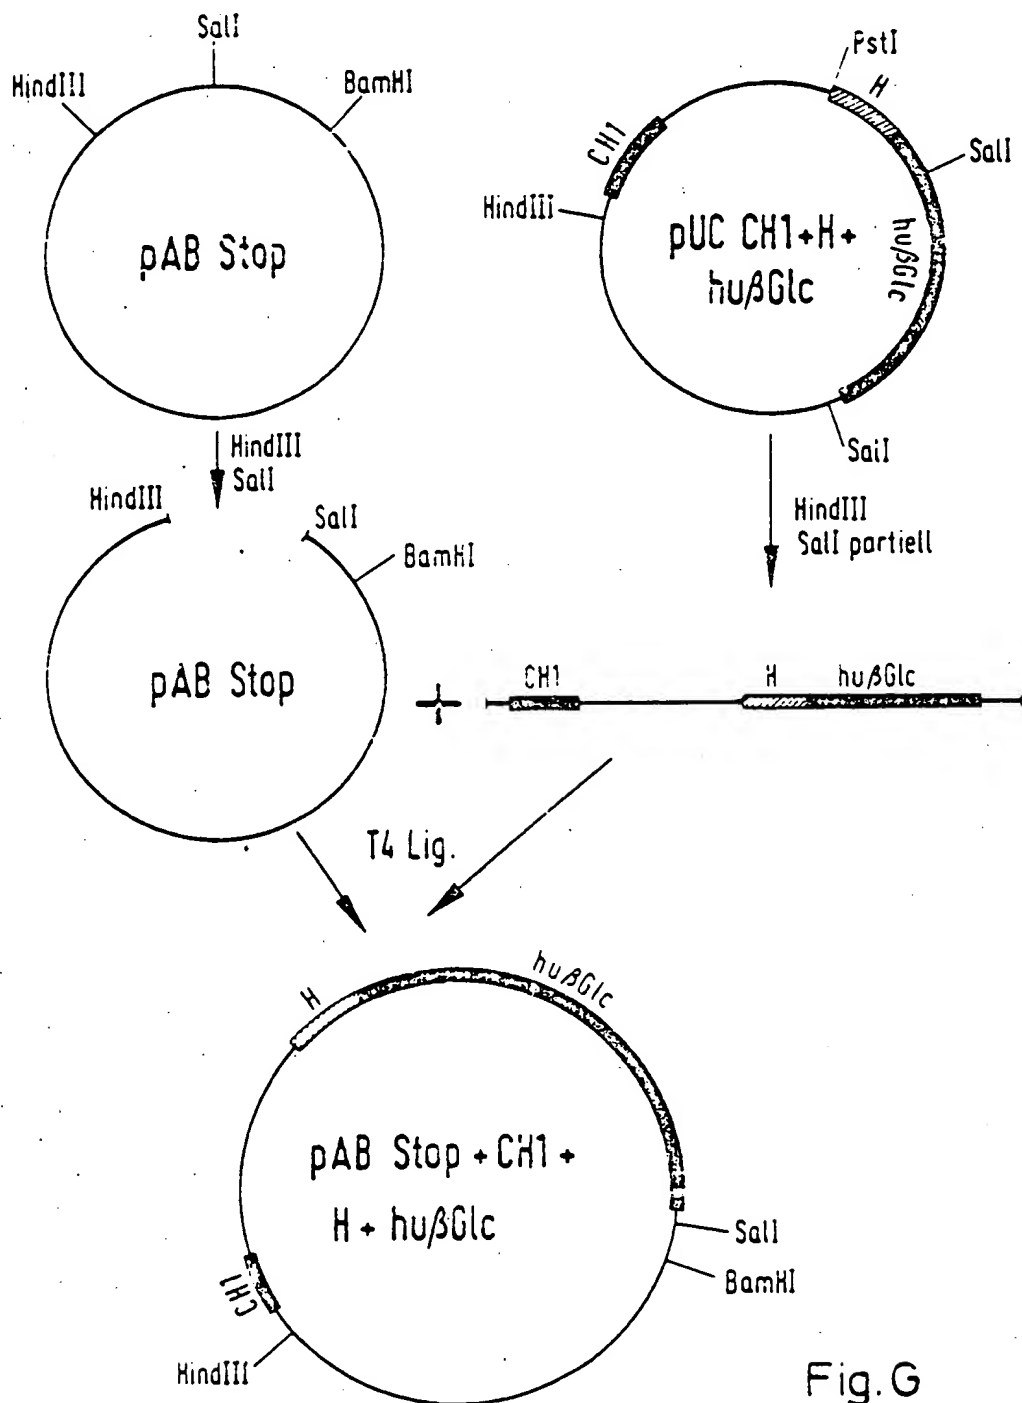 SalI
HindIII
BamHI
pAB Stop
PstI
H
CH1
SalI
HindIII
pUC CH1+H+
huβGlc
huβGlc
SalI
HindIII
SalI
HindIII
SalI partiell
HindIII
SalI
BamHI
pAB Stop
+
CH1
H
huβGlc
T4 Lig.
H
huβGlc
pAB Stop + CH1 +
H + huβGlc
CH1
SalI
BamHI
HindIII
Fig. G